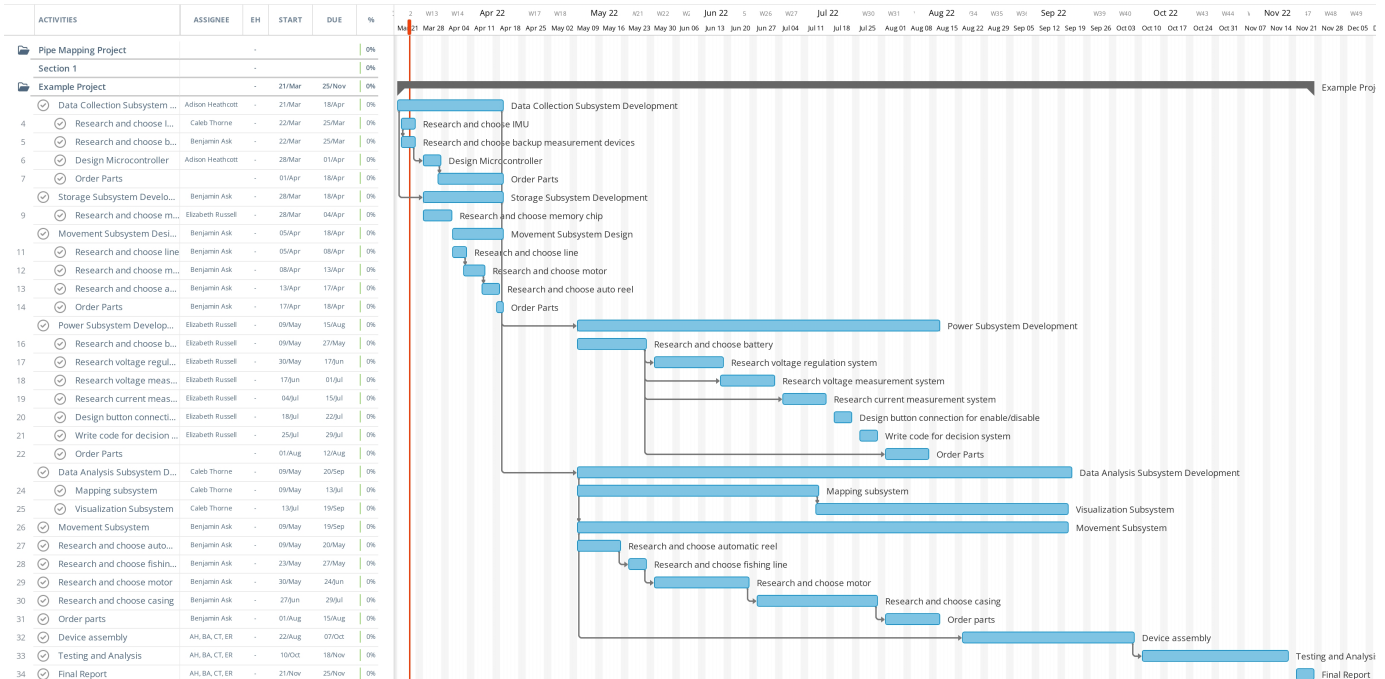 ACTIVITIES ASSIGNEE EH START DUE %
W13 W14 Apr 22 W17 W18 May 22 W21 W22 Jun 22 W26 W27 Jul 22 W30 W31 Aug 22 W35 Sep 22 W39 W40 Oct 22 W43 W44 Nov 22 W48 W49
Mar 28 Apr 04 Apr 11 Apr 18 Apr 25 May 02 May 09 May 16 May 23 May 30 Jun 06 Jun 13 Jun 20 Jun 27 Jul 04 Jul 11 Jul 18 Jul 25 Aug 01 Aug 08 Aug 15 Aug 22 Aug 29 Sep 05 Sep 12 Sep 19 Sep 26 Oct 03 Oct 10 Oct 17 Oct 24 Oct 31 Nov 07 Nov 14 Nov 21 Nov 28 Dec 05
Pipe Mapping Project - 0%
Section 1 - 0%
Example Project - 21/Mar 25/Nov 0% Example Proj
Data Collection Subsystem ... Adison Heathcott - 21/Mar 18/Apr 0% Data Collection Subsystem Development
4 Research and choose I... Caleb Thorne - 22/Mar 25/Mar 0% Research and choose IMU
5 Research and choose b... Benjamin Ask - 22/Mar 25/Mar 0% Research and choose backup measurement devices
6 Design Microcontroller Adison Heathcott - 28/Mar 01/Apr 0% Design Microcontroller
7 Order Parts - 01/Apr 18/Apr 0% Order Parts
Storage Subsystem Develo... Benjamin Ask - 28/Mar 18/Apr 0% Storage Subsystem Development
9 Research and choose m... Elizabeth Russell - 28/Mar 04/Apr 0% Research and choose memory chip
Movement Subsystem Desi... Benjamin Ask - 05/Apr 18/Apr 0% Movement Subsystem Design
11 Research and choose line Benjamin Ask - 05/Apr 08/Apr 0% Research and choose line
12 Research and choose m... Benjamin Ask - 08/Apr 13/Apr 0% Research and choose motor
13 Research and choose a... Benjamin Ask - 13/Apr 17/Apr 0% Research and choose auto reel
14 Order Parts Benjamin Ask - 17/Apr 18/Apr 0% Order Parts
Power Subsystem Develop... Elizabeth Russell - 09/May 15/Aug 0% Power Subsystem Development
16 Research and choose b... Elizabeth Russell - 09/May 27/May 0% Research and choose battery
17 Research voltage regul... Elizabeth Russell - 30/May 17/Jun 0% Research voltage regulation system
18 Research voltage meas... Elizabeth Russell - 17/Jun 01/Jul 0% Research voltage measurement system
19 Research current meas... Elizabeth Russell - 04/Jul 15/Jul 0% Research current measurement system
20 Design button connecti... Elizabeth Russell - 18/Jul 22/Jul 0% Design button connection for enable/disable
21 Write code for decision ... Elizabeth Russell - 25/Jul 29/Jul 0% Write code for decision system
22 Order Parts - 01/Aug 12/Aug 0% Order Parts
Data Analysis Subsystem D... Caleb Thorne - 09/May 20/Sep 0% Data Analysis Subsystem Development
24 Mapping subsystem Caleb Thorne - 09/May 13/Jul 0% Mapping subsystem
25 Visualization Subsystem Caleb Thorne - 13/Jul 19/Sep 0% Visualization Subsystem
26 Movement Subsystem Benjamin Ask - 09/May 19/Sep 0% Movement Subsystem
27 Research and choose auto... Benjamin Ask - 09/May 20/May 0% Research and choose automatic reel
28 Research and choose fishin... Benjamin Ask - 23/May 27/May 0% Research and choose fishing line
29 Research and choose motor Benjamin Ask - 30/May 24/Jun 0% Research and choose motor
30 Research and choose casing Benjamin Ask - 27/Jun 29/Jul 0% Research and choose casing
31 Order parts Benjamin Ask - 01/Aug 15/Aug 0% Order parts
32 Device assembly AH, BA, CT, ER - 22/Aug 07/Oct 0% Device assembly
33 Testing and Analysis AH, BA, CT, ER - 10/Oct 18/Nov 0% Testing and Analysis
34 Final Report AH, BA, CT, ER - 21/Nov 25/Nov 0% Final Report